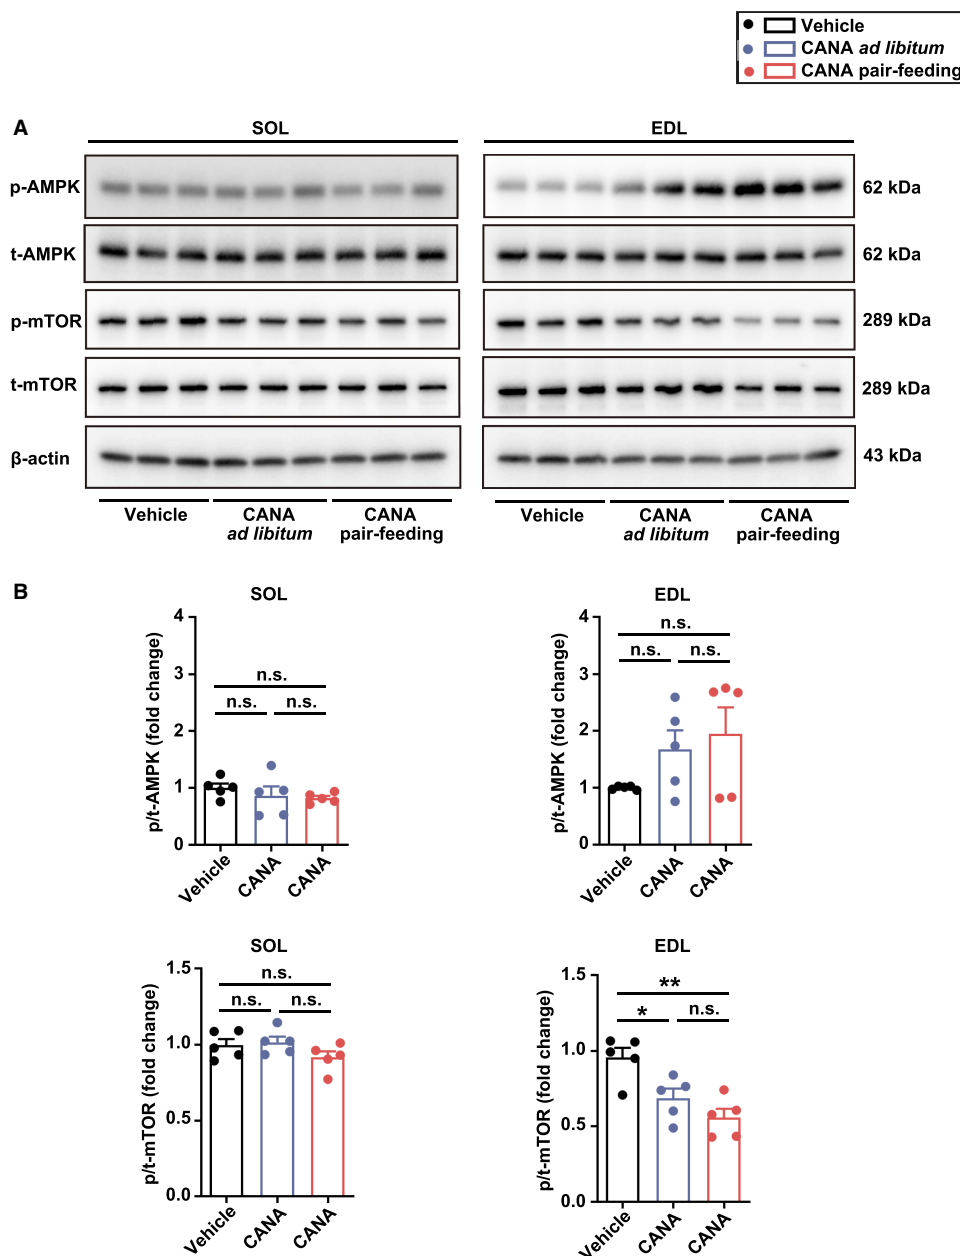 Vehicle
CANA ad libitum
CANA pair-feeding
A
SOL
EDL
p-AMPK
62 kDa
t-AMPK
62 kDa
p-mTOR
289 kDa
t-mTOR
289 kDa
β-actin
43 kDa
Vehicle
CANA
ad libitum
CANA
pair-feeding
Vehicle
CANA
ad libitum
CANA
pair-feeding
B
SOL
p/t-AMPK (fold change)
4
3
2
1
0
n.s.
n.s.
n.s.
Vehicle
CANA
CANA
EDL
p/t-AMPK (fold change)
4
3
2
1
0
n.s.
n.s.
n.s.
Vehicle
CANA
CANA
SOL
p/t-mTOR (fold change)
1.5
1.0
0.5
0.0
n.s.
n.s.
n.s.
Vehicle
CANA
CANA
EDL
p/t-mTOR (fold change)
1.5
1.0
0.5
0.0
**
*
n.s.
Vehicle
CANA
CANA